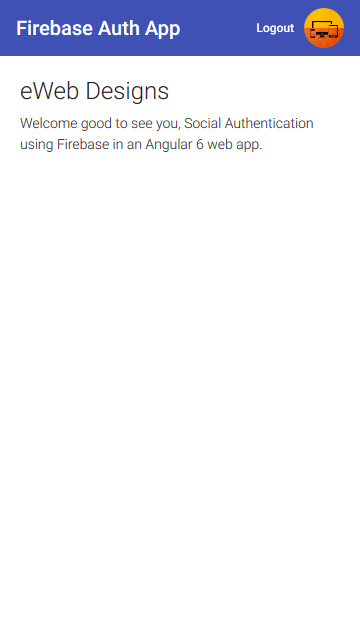 Firebase Auth App
Logout
eWeb Designs
Welcome good to see you, Social Authentication
using Firebase in an Angular 6 web app.